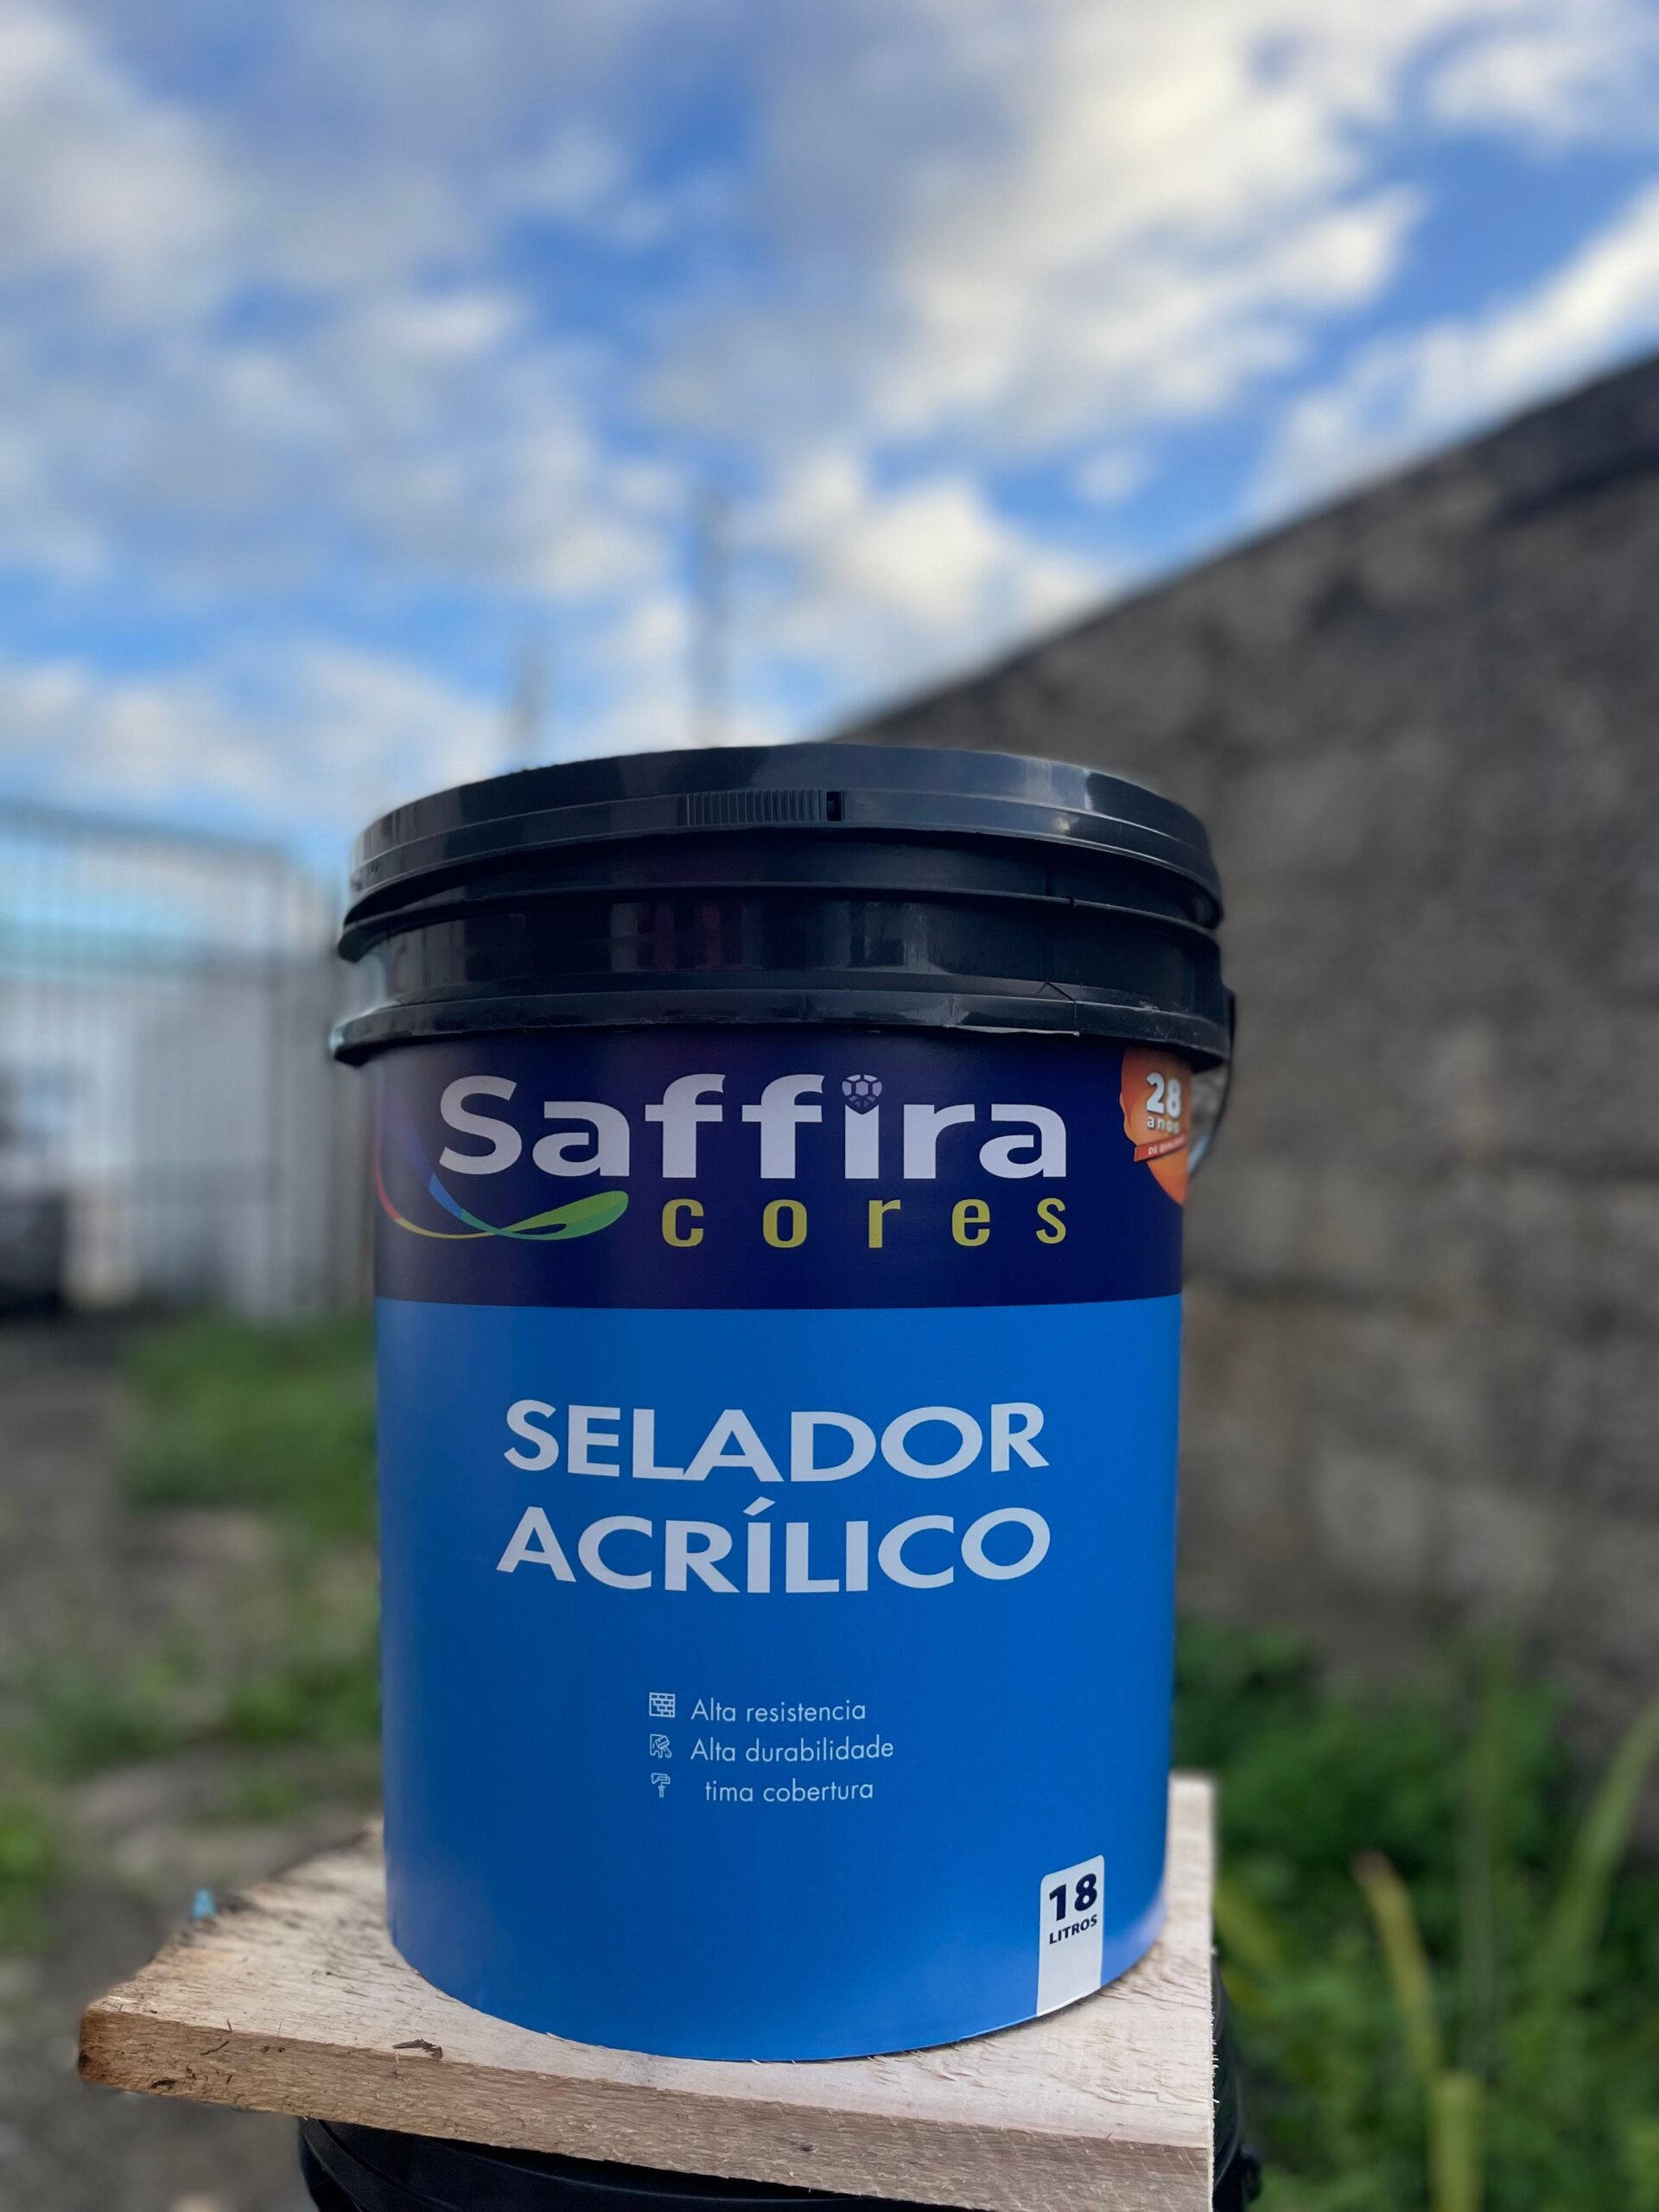 Saffira
cores
28
anos
SELADOR
ACRÍLICO
Alta resistencia
Alta durabilidade
tima cobertura
18
LITROS